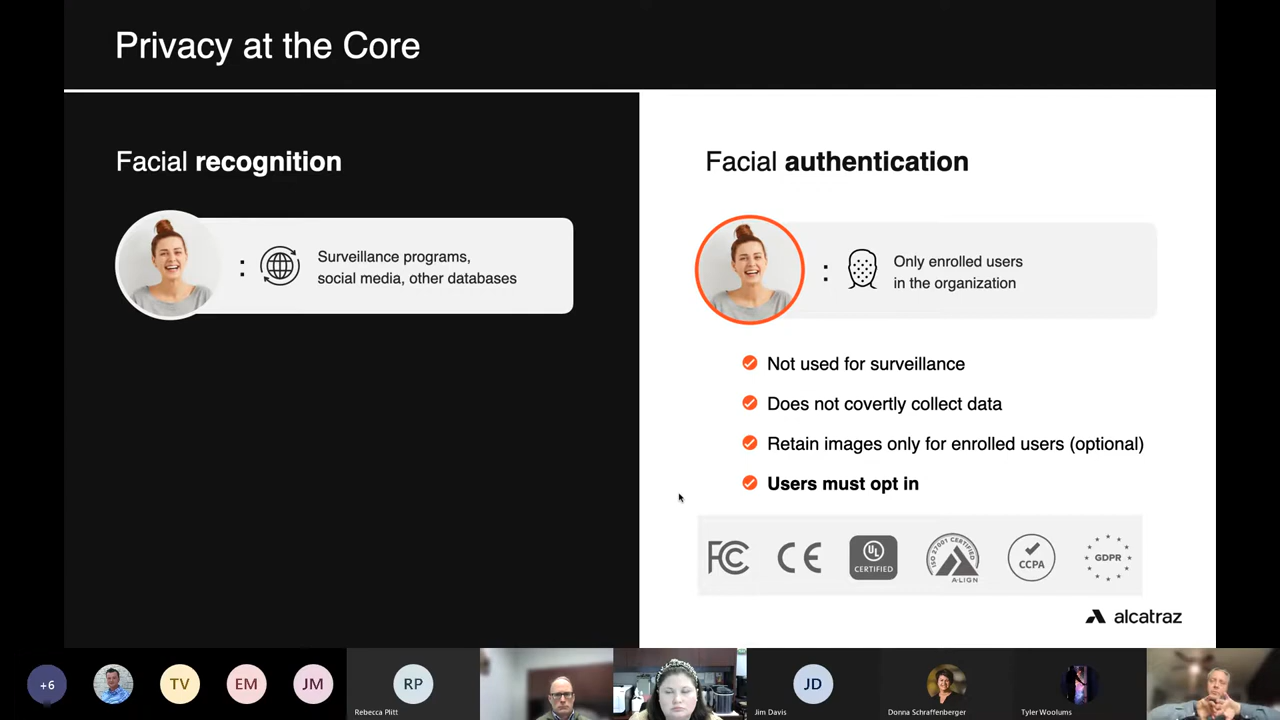 Privacy at the Core
Facial recognition
:
Surveillance programs,
social media, other databases
Facial authentication
:
Only enrolled users
in the organization
Not used for surveillance
Does not covertly collect data
Retain images only for enrolled users (optional)
Users must opt in
FC
CE
UL
CERTIFIED
ISO 27001 CERTIFIED
A-LIGN
CCPA
GDPR
alcatraz
+6
TV
EM
JM
RP
Rebecca Plitt
JD
Jim Davis
Donna Schraffenberger
Tyler Woolums